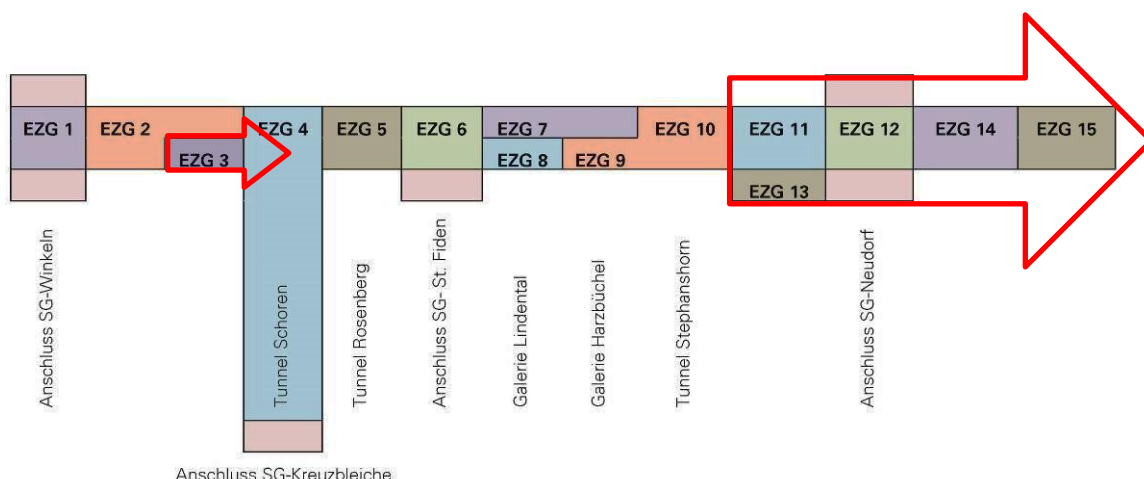 EZG 1
EZG 2
EZG 3
EZG 4
EZG 5
EZG 6
EZG 7
EZG 8
EZG 9
EZG 10
EZG 11
EZG 12
EZG 13
EZG 14
EZG 15
Anschluss SG-Winkeln
Tunnel Schoren
Tunnel Rosenberg
Anschluss SG- St. Fiden
Galerie Lindental
Galerie Harzbüchel
Tunnel Stephanshorn
Anschluss SG-Neudorf
Anschluss SG-Kreuzbleiche